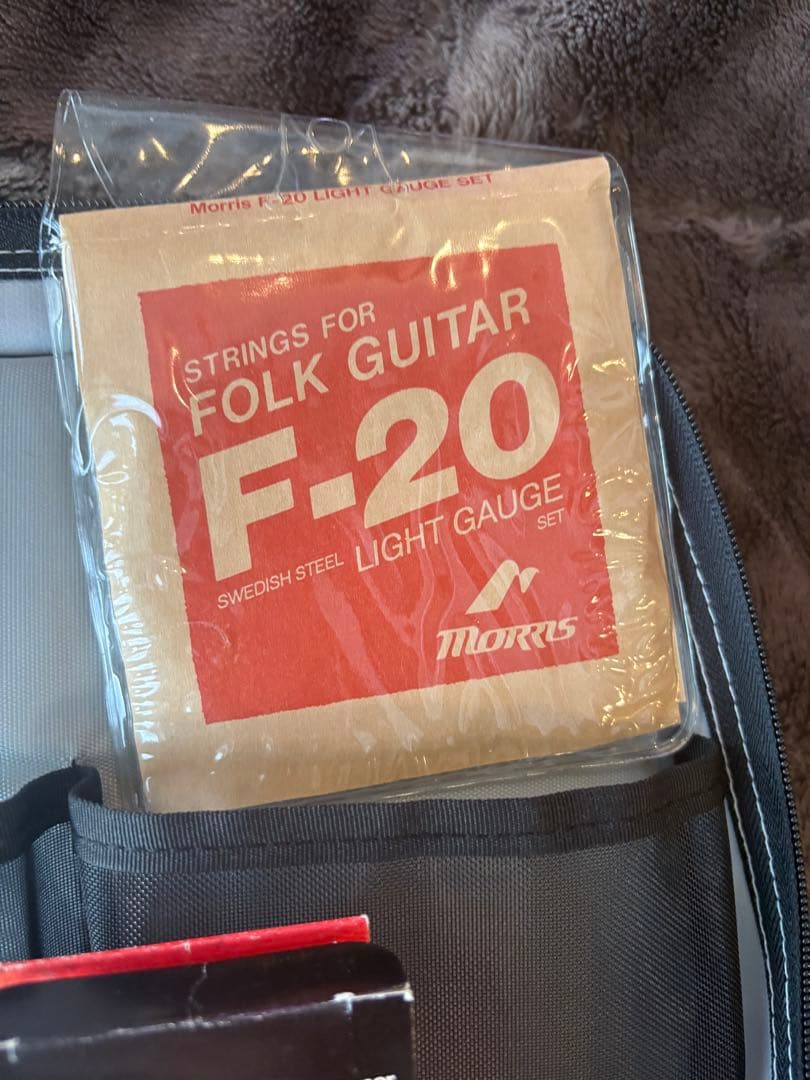 Morris F-20 LIGHT GAUGE SET
STRINGS FOR
FOLK GUITAR
F-20
SWEDISH STEEL LIGHT GAUGE
SET
MORRIS